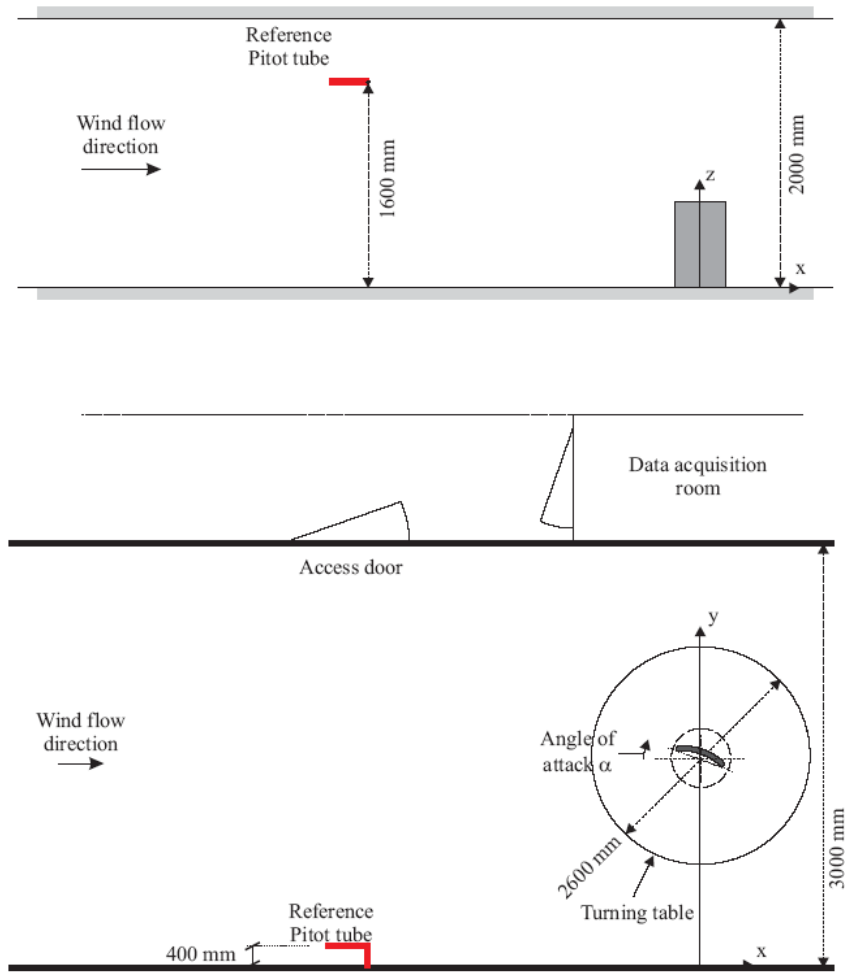 Reference
Pitot tube
Wind flow
direction
1600 mm
2000 mm
z
x
Data acquisition
room
Access door
y
Wind flow
direction
Angle of
attack α
2600 mm
3000 mm
Turning table
Reference
Pitot tube
400 mm
x